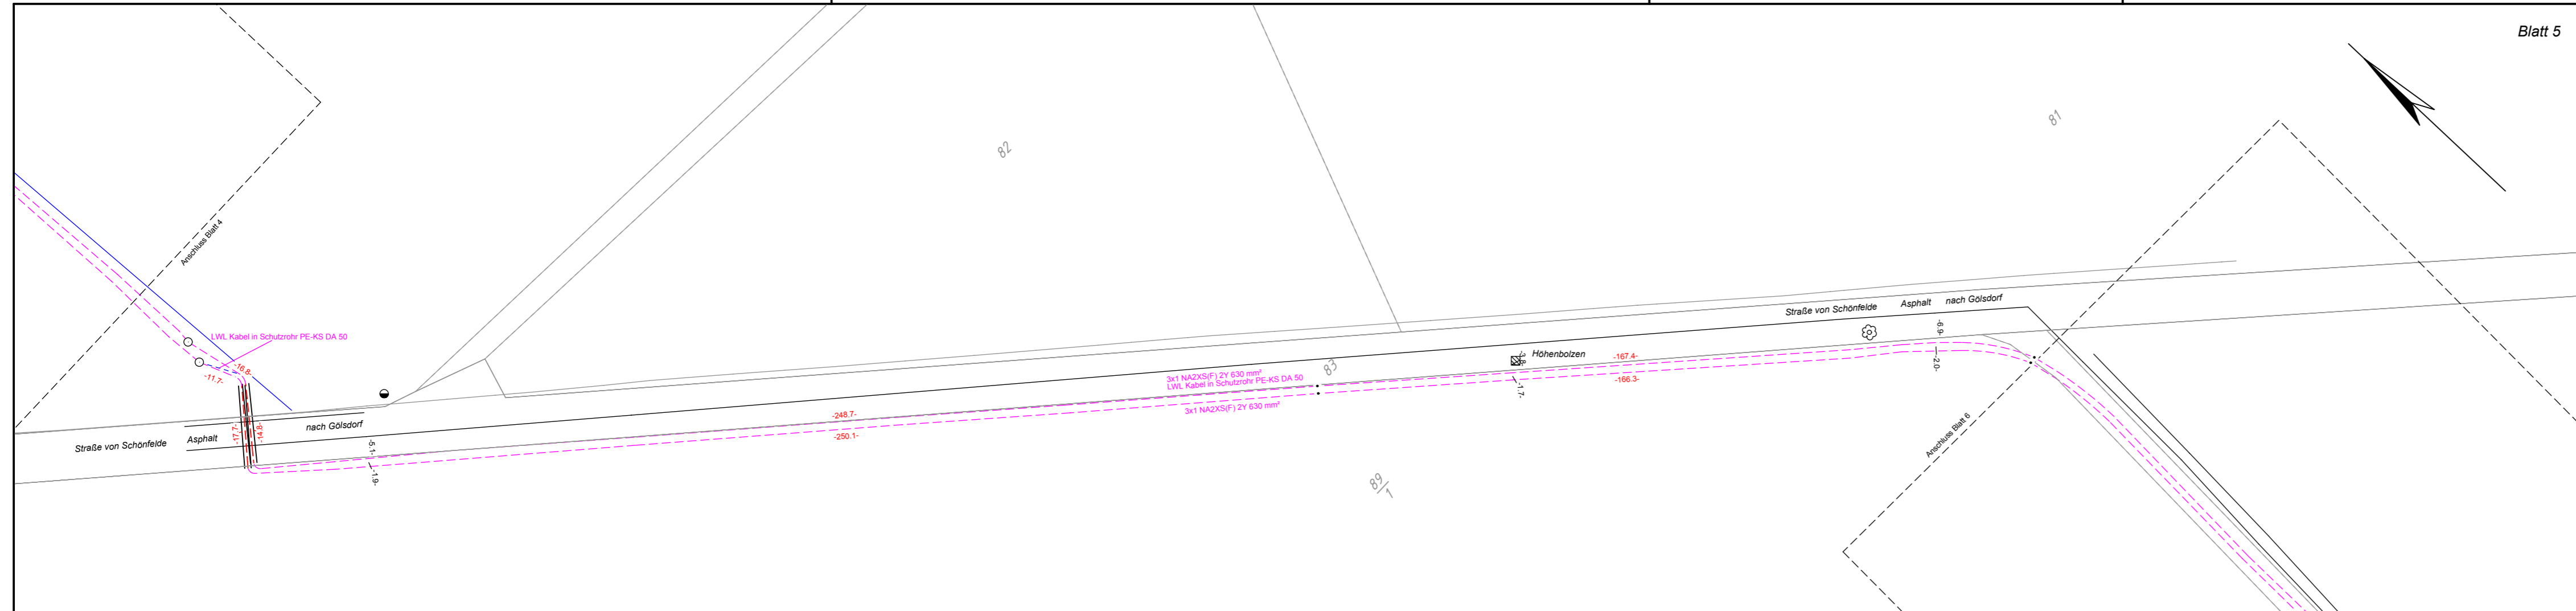 Blatt 5
81
82
Anschluss Blatt 4
Straße von Schönfelde
Asphalt
nach Gölsdorf
-6.9-
-2.0-
LWL Kabel in Schutzrohr PE-KS DA 50
-16.8-
-11.7-
Höhenbolzen
-1.7-
-167.4-
-166.3-
83
3x1 NA2XS(F) 2Y 630 mm²
LWL Kabel in Schutzrohr PE-KS DA 50
3x1 NA2XS(F) 2Y 630 mm²
-248.7-
-250.1-
Straße von Schönfelde
Asphalt
nach Gölsdorf
-17.7-
-14.8-
-5.1-
-1.9-
89/1
Anschluss Blatt 6